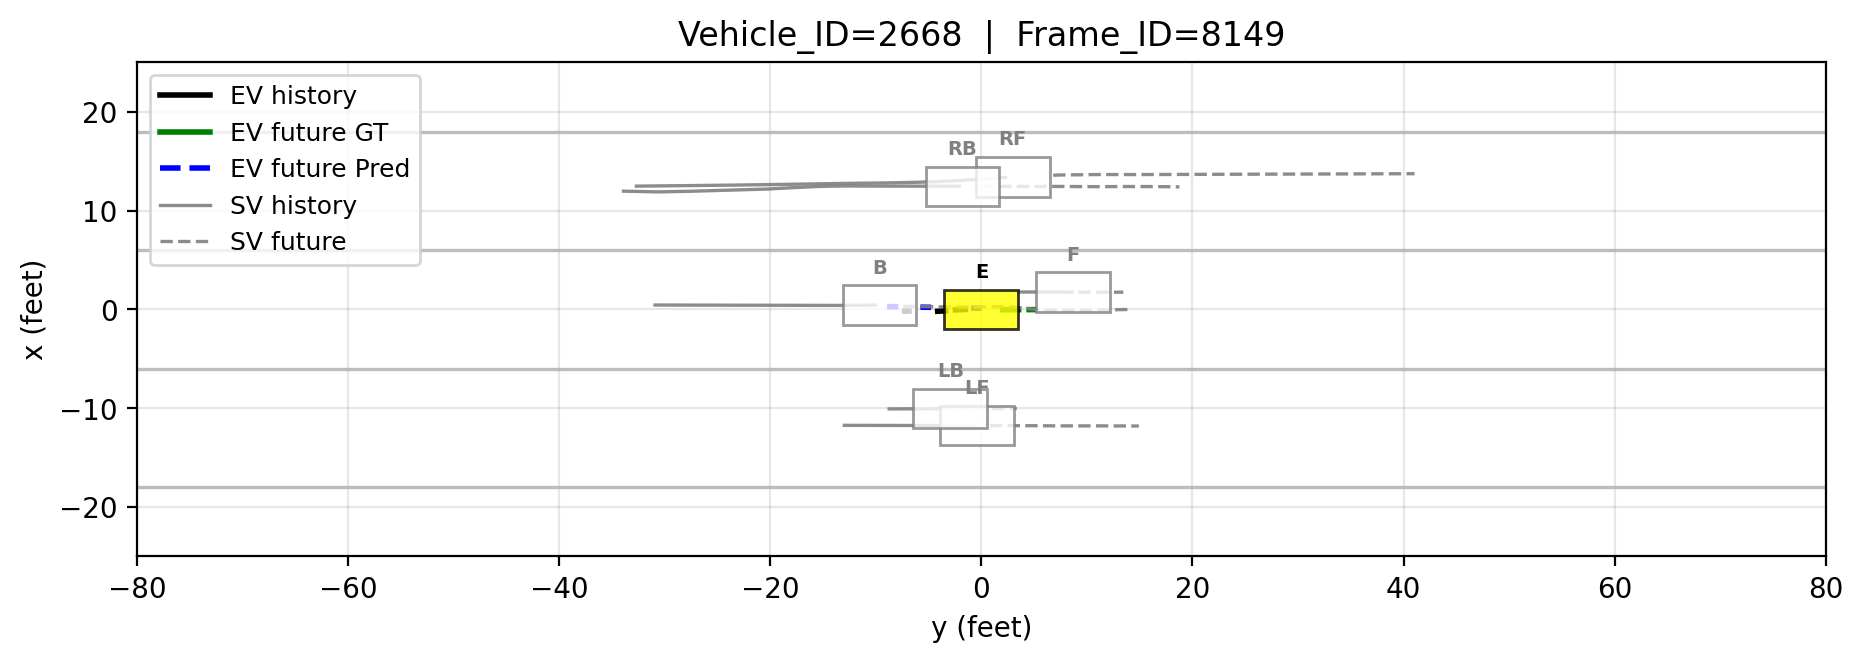 Vehicle_ID=2668 | Frame_ID=8149
EV history
EV future GT
EV future Pred
SV history
SV future
RB
RF
B
E
F
LB
LF
20
10
0
−10
−20
x (feet)
−80
−60
−40
−20
0
20
40
60
80
y (feet)